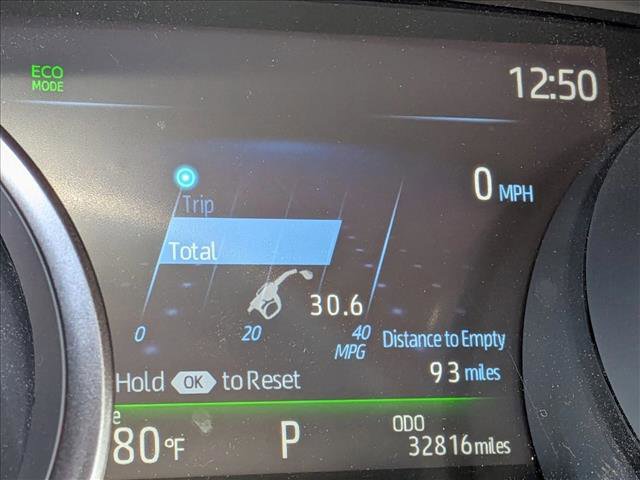 ECO
MODE
12:50
0 MPH
Trip
Total
30.6
0 20 40
MPG
Distance to Empty
93 miles
Hold OK to Reset
e
80°F
P
ODO
32816 miles